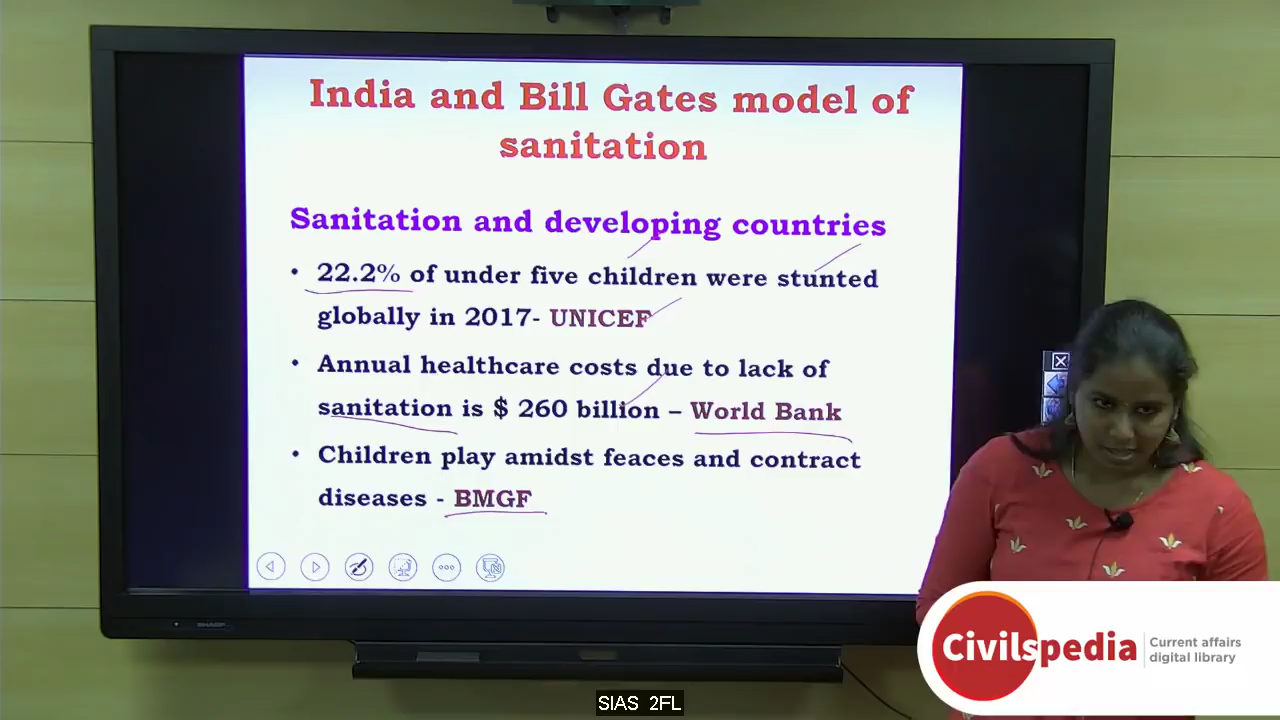 India and Bill Gates model of
sanitation
Sanitation and developing countries
• 22.2% of under five children were stunted
globally in 2017- UNICEF
• Annual healthcare costs due to lack of
sanitation is $ 260 billion – World Bank
• Children play amidst feaces and contract
diseases - BMGF
SHARP
Civilspedia
Current affairs
digital library
SIAS 2FL